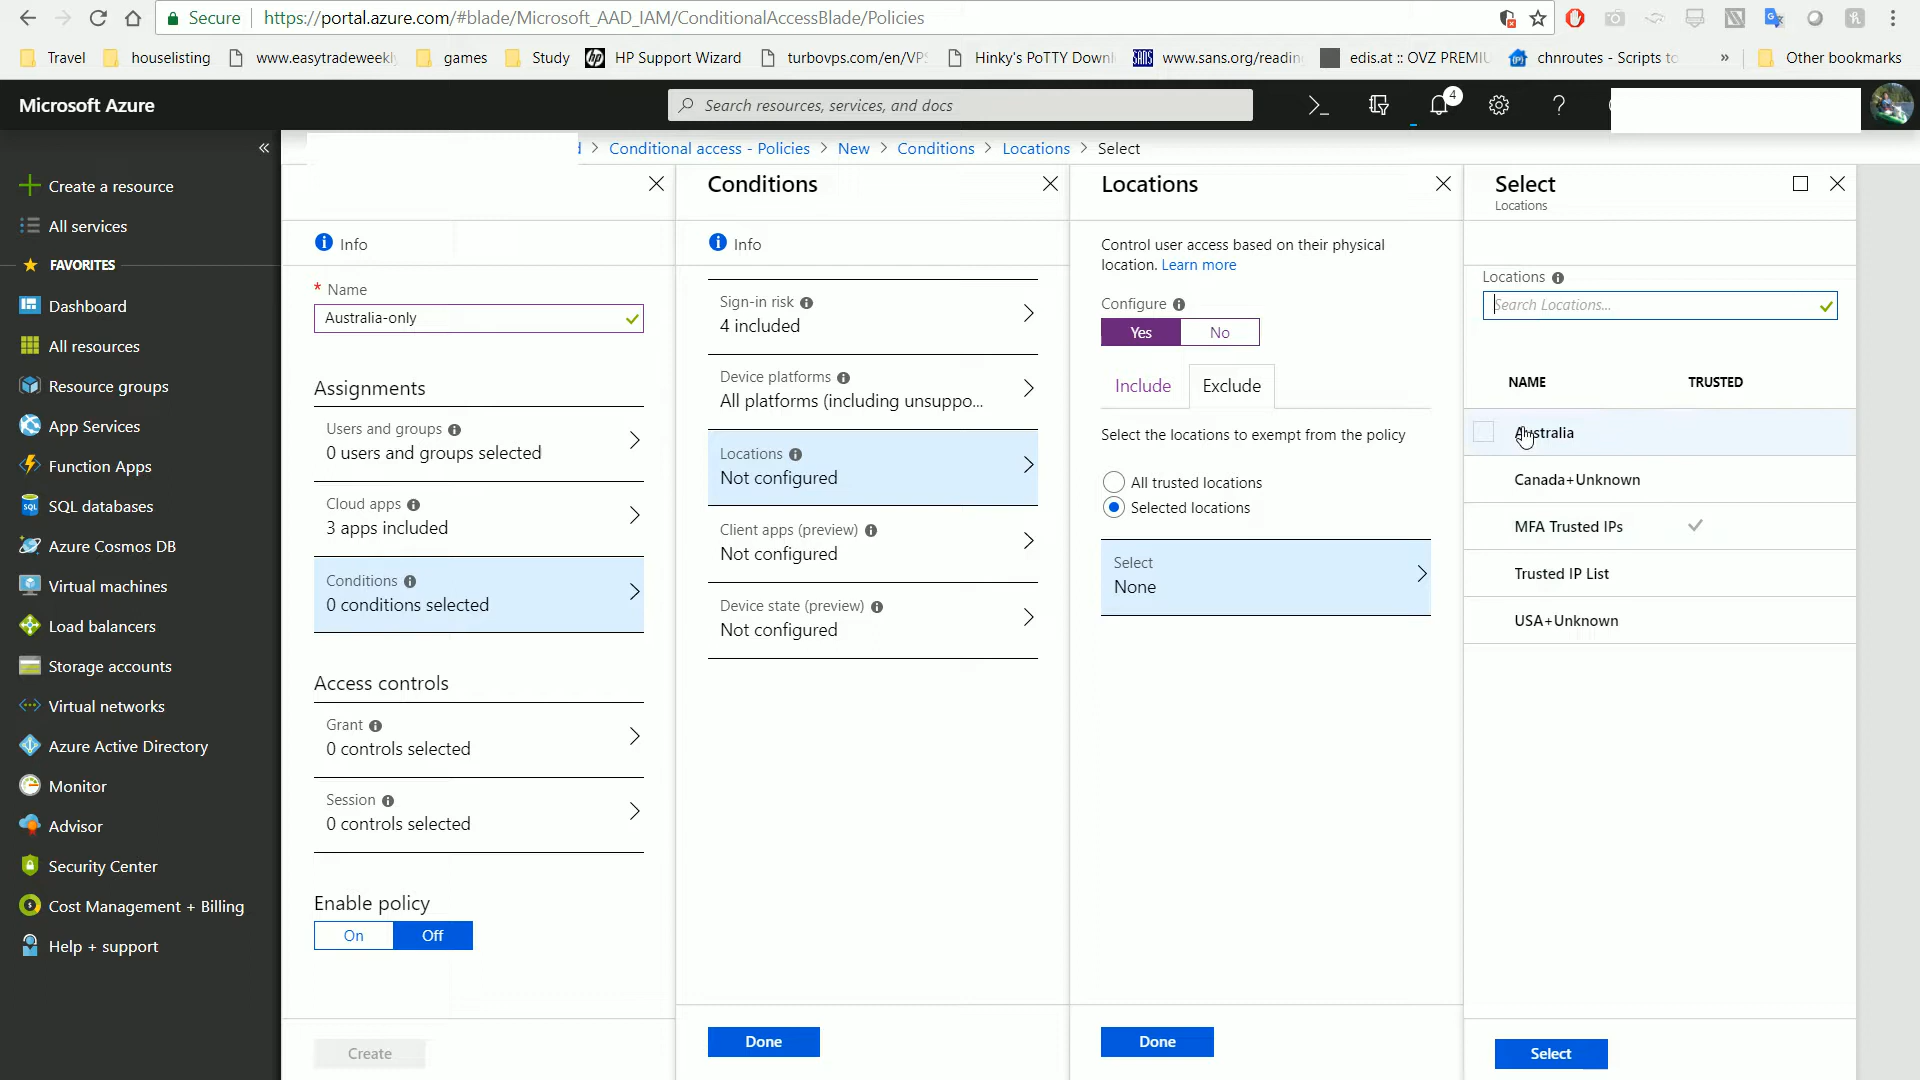 Secure
https://portal.azure.com/#blade/Microsoft_AAD_IAM/ConditionalAccessBlade/Policies
Travel
houselisting
www.easytradeweekly
games
Study
HP Support Wizard
turbovps.com/en/VPS
Hinky's PoTTY Downl
www.sans.org/reading
edis.at :: OVZ PREMIU
chnroutes - Scripts to
»
Other bookmarks
Microsoft Azure
Search resources, services, and docs
4
«
Create a resource
All services
FAVORITES
Dashboard
All resources
Resource groups
App Services
Function Apps
SQL databases
Azure Cosmos DB
Virtual machines
Load balancers
Storage accounts
Virtual networks
Azure Active Directory
Monitor
Advisor
Security Center
Cost Management + Billing
Help + support
> Conditional access - Policies > New > Conditions > Locations > Select
Info
* Name
Australia-only
Assignments
Users and groups
0 users and groups selected
Cloud apps
3 apps included
Conditions
0 conditions selected
Access controls
Grant
0 controls selected
Session
0 controls selected
Enable policy
On Off
Create
Conditions
Info
Sign-in risk
4 included
Device platforms
All platforms (including unsuppo...
Locations
Not configured
Client apps (preview)
Not configured
Device state (preview)
Not configured
Done
Locations
Control user access based on their physical
location. Learn more
Configure
Yes No
Include Exclude
Select the locations to exempt from the policy
All trusted locations
Selected locations
Select
None
Done
Select
Locations
Locations
Search Locations...
NAME TRUSTED
Australia
Canada+Unknown
MFA Trusted IPs
Trusted IP List
USA+Unknown
Select